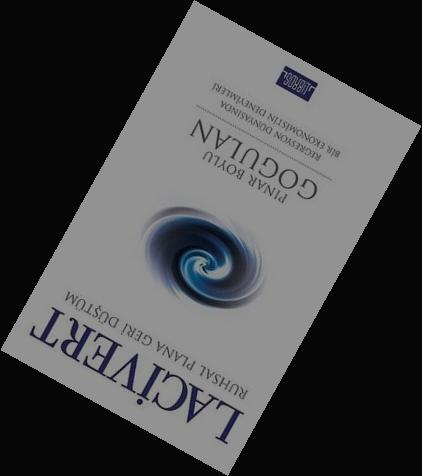 LACİVERT
RUHSAL PLANA GERİ DÜŞTÜM
PINAR BOYLU
GOGULAN
REGRESYON DÜNYASINDA
BİR EKONOMİSTİN DENEYİMLERİ